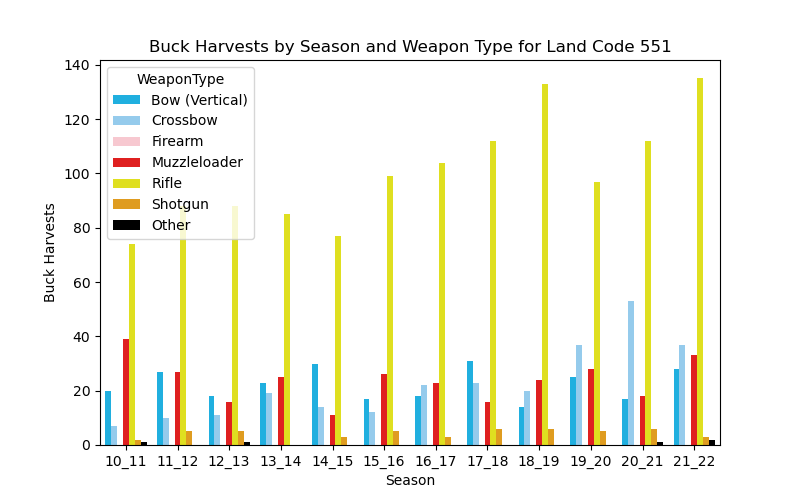 Buck Harvests by Season and Weapon Type for Land Code 551
Buck Harvests
140
120
100
80
60
40
20
0
WeaponType
Bow (Vertical)
Crossbow
Firearm
Muzzleloader
Rifle
Shotgun
Other
10_11 11_12 12_13 13_14 14_15 15_16 16_17 17_18 18_19 19_20 20_21 21_22
Season